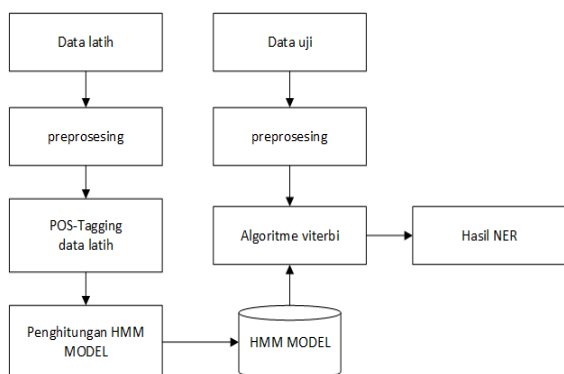 Data latih
Data uji
preprosesing
preprosesing
POS-Tagging
data latih
Algoritme viterbi
Hasil NER
Penghitungan HMM
MODEL
HMM MODEL